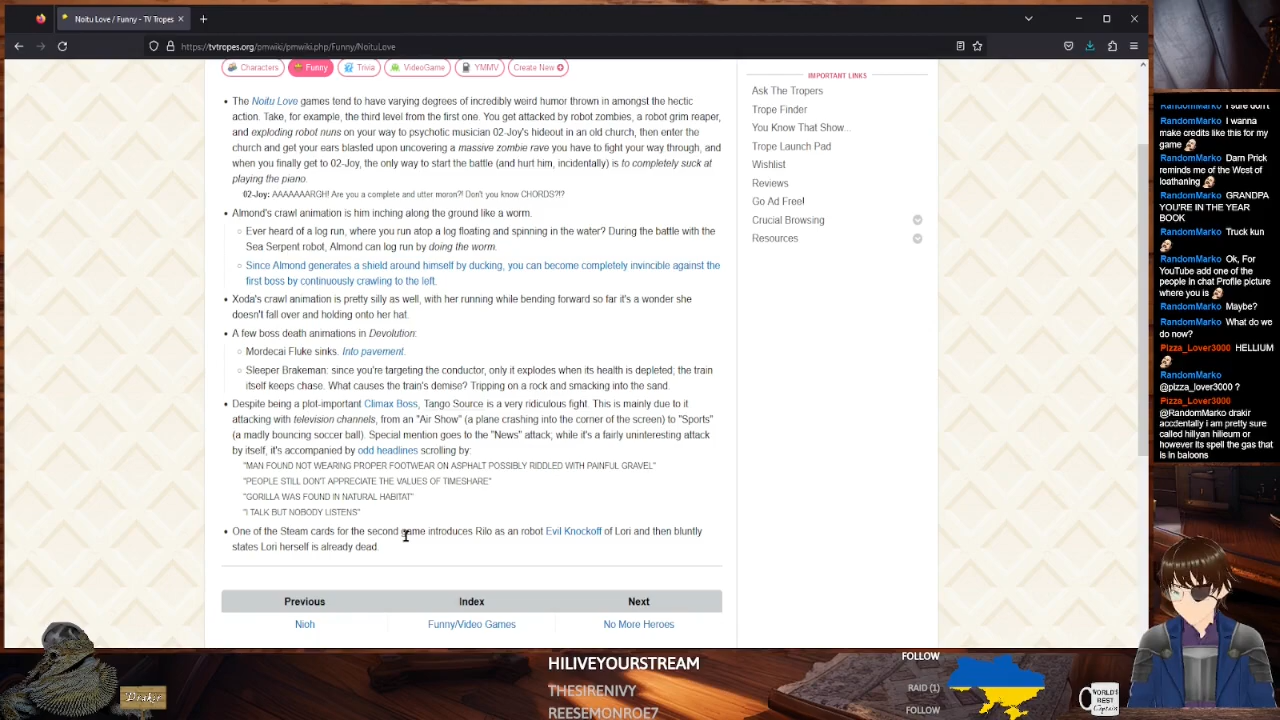 Noitu Love / Funny - TV Tropes
https://tvtropes.org/pmwiki/pmwiki.php/Funny/NoituLove
Characters
Funny
Trivia
VideoGame
YMMV
Create New
The Noitu Love games tend to have varying degrees of incredibly weird humor thrown in amongst the hectic
action. Take, for example, the third level from the first one. You get attacked by robot zombies, a robot grim reaper,
and exploding robot nuns on your way to psychotic musician 02-Joy's hideout in an old church, then enter the
church and get your ears blasted upon uncovering a massive zombie rave you have to fight your way through, and
when you finally get to 02-Joy, the only way to start the battle (and hurt him, incidentally) is to completely suck at
playing the piano.
02-Joy: AAAAAAARGH! Are you a complete and utter moron?! Don't you know CHORDS?!?
Almond's crawl animation is him inching along the ground like a worm.
Ever heard of a log run, where you run atop a log floating and spinning in the water? During the battle with the
Sea Serpent robot, Almond can log run by doing the worm.
Since Almond generates a shield around himself by ducking, you can become completely invincible against the
first boss by continuously crawling to the left.
Xoda's crawl animation is pretty silly as well, with her running while bending forward so far it's a wonder she
doesn't fall over and holding onto her hat.
A few boss death animations in Devolution:
Mordecai Fluke sinks. Into pavement.
Sleeper Brakeman: since you're targeting the conductor, only it explodes when its health is depleted; the train
itself keeps chase. What causes the train's demise? Tripping on a rock and smacking into the sand.
Despite being a plot-important Climax Boss, Tango Source is a very ridiculous fight. This is mainly due to it
attacking with television channels, from an "Air Show" (a plane crashing into the corner of the screen) to "Sports"
(a madly bouncing soccer ball). Special mention goes to the "News" attack; while it's a fairly uninteresting attack
by itself, it's accompanied by odd headlines scrolling by:
"MAN FOUND NOT WEARING PROPER FOOTWEAR ON ASPHALT POSSIBLY RIDDLED WITH PAINFUL GRAVEL"
"PEOPLE STILL DON'T APPRECIATE THE VALUES OF TIMESHARE"
"GORILLA WAS FOUND IN NATURAL HABITAT"
"I TALK BUT NOBODY LISTENS"
One of the Steam cards for the second game introduces Rilo as an robot Evil Knockoff of Lori and then bluntly
states Lori herself is already dead.
Previous Index Next
Nioh Funny/Video Games No More Heroes
IMPORTANT LINKS
Ask The Tropers
Trope Finder
You Know That Show...
Trope Launch Pad
Wishlist
Reviews
Go Ad Free!
Crucial Browsing
Resources
RandomMarko I sure don't
RandomMarko I wanna
make credits like this for my
game
RandomMarko Darn Prick
reminds me of the West of
loathaning
RandomMarko GRANDPA
YOU'RE IN THE YEAR
BOOK
RandomMarko Truck kun
RandomMarko Ok, For
YouTube add one of the
people in chat Profile picture
where you is
RandomMarko Maybe?
RandomMarko What do we
do now?
Pizza_Lover3000 HELLIUM
RandomMarko
@pizza_lover3000 ?
Pizza_Lover3000
@RandomMarko drakir
accdentally i am pretty sure
called hillyan hilieum or
however its spell the gas that
is in baloons
Drakir
HILIVEYOURSTREAM
THESIRENIVY
REESEMONROE7
FOLLOW
RAID (1)
FOLLOW
WORLD'S
BEST